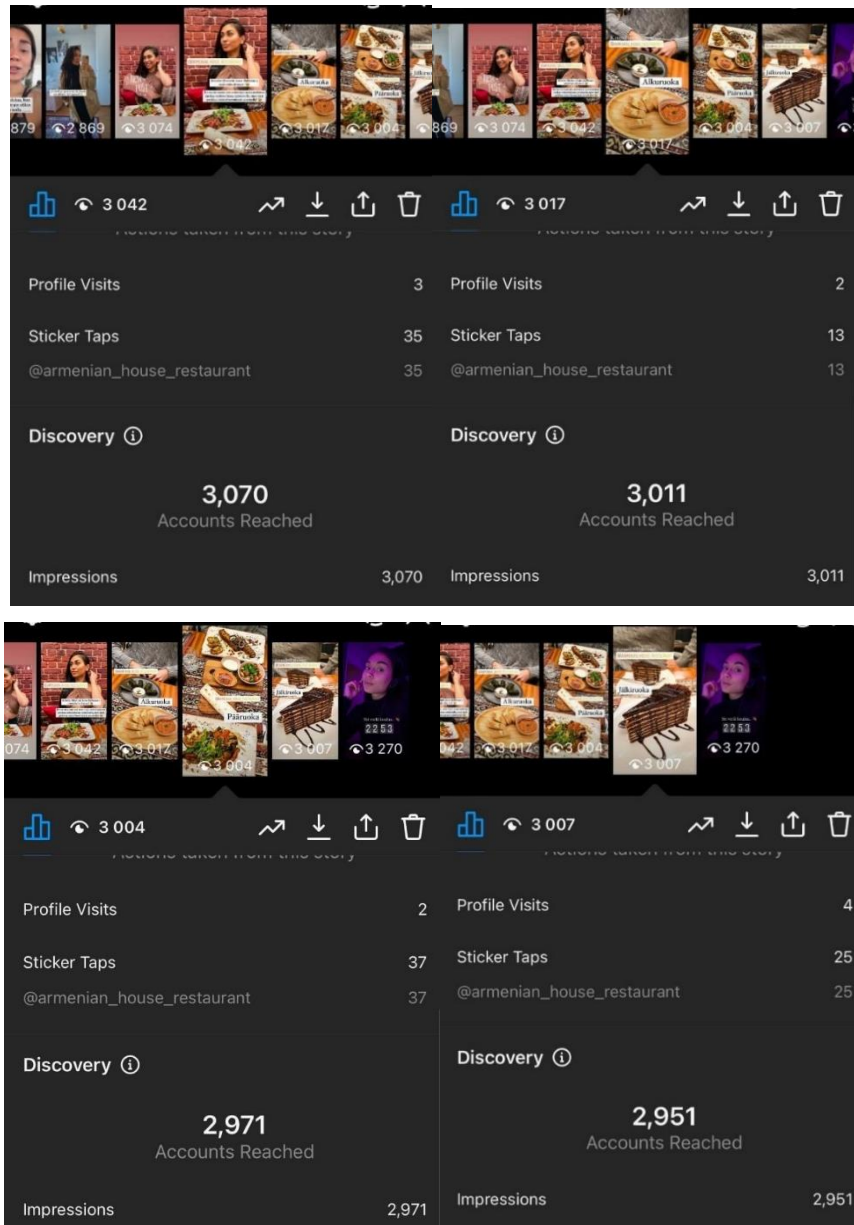 879
2 869
3 074
3 042
3 017
3 004
Alkuruoka
Pääruoka
3 042
Actions taken from this story
Profile Visits 3
Sticker Taps 35
@armenian_house_restaurant 35
Discovery
3,070
Accounts Reached
Impressions 3,070
869
3 074
3 042
3 017
3 004
3 007
Alkuruoka
Pääruoka
Jälkiruoka
3 017
Actions taken from this story
Profile Visits 2
Sticker Taps 13
@armenian_house_restaurant 13
Discovery
3,011
Accounts Reached
Impressions 3,011
074
3 042
3 017
3 004
3 007
3 270
Alkuruoka
Pääruoka
Jälkiruoka
22 53
3 004
Actions taken from this story
Profile Visits 2
Sticker Taps 37
@armenian_house_restaurant 37
Discovery
2,971
Accounts Reached
Impressions 2,971
042
3 017
3 004
3 007
3 270
Alkuruoka
Pääruoka
Jälkiruoka
22 53
3 007
Actions taken from this story
Profile Visits 4
Sticker Taps 25
@armenian_house_restaurant 25
Discovery
2,951
Accounts Reached
Impressions 2,951